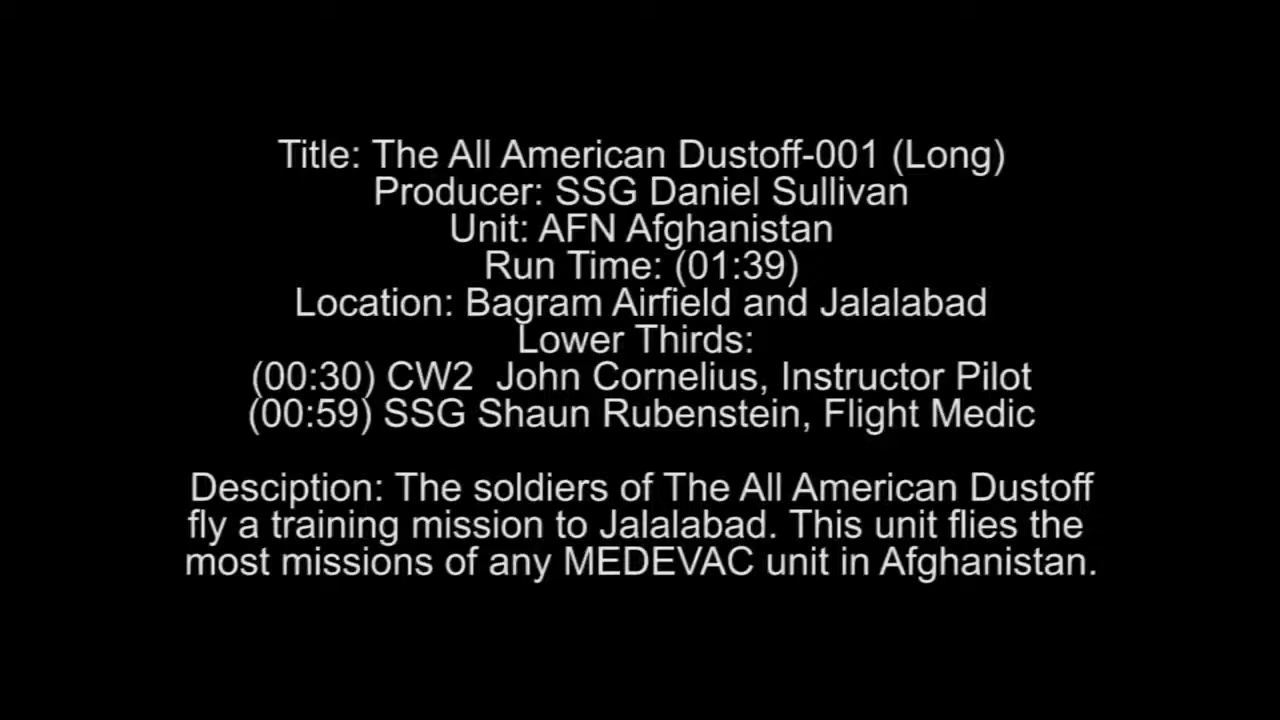 Title: The All American Dustoff-001 (Long)
Producer: SSG Daniel Sullivan
Unit: AFN Afghanistan
Run Time: (01:39)
Location: Bagram Airfield and Jalalabad
Lower Thirds:
(00:30) CW2  John Cornelius, Instructor Pilot
(00:59) SSG Shaun Rubenstein, Flight Medic
Desciption: The soldiers of The All American Dustoff
fly a training mission to Jalalabad. This unit flies the
most missions of any MEDEVAC unit in Afghanistan.